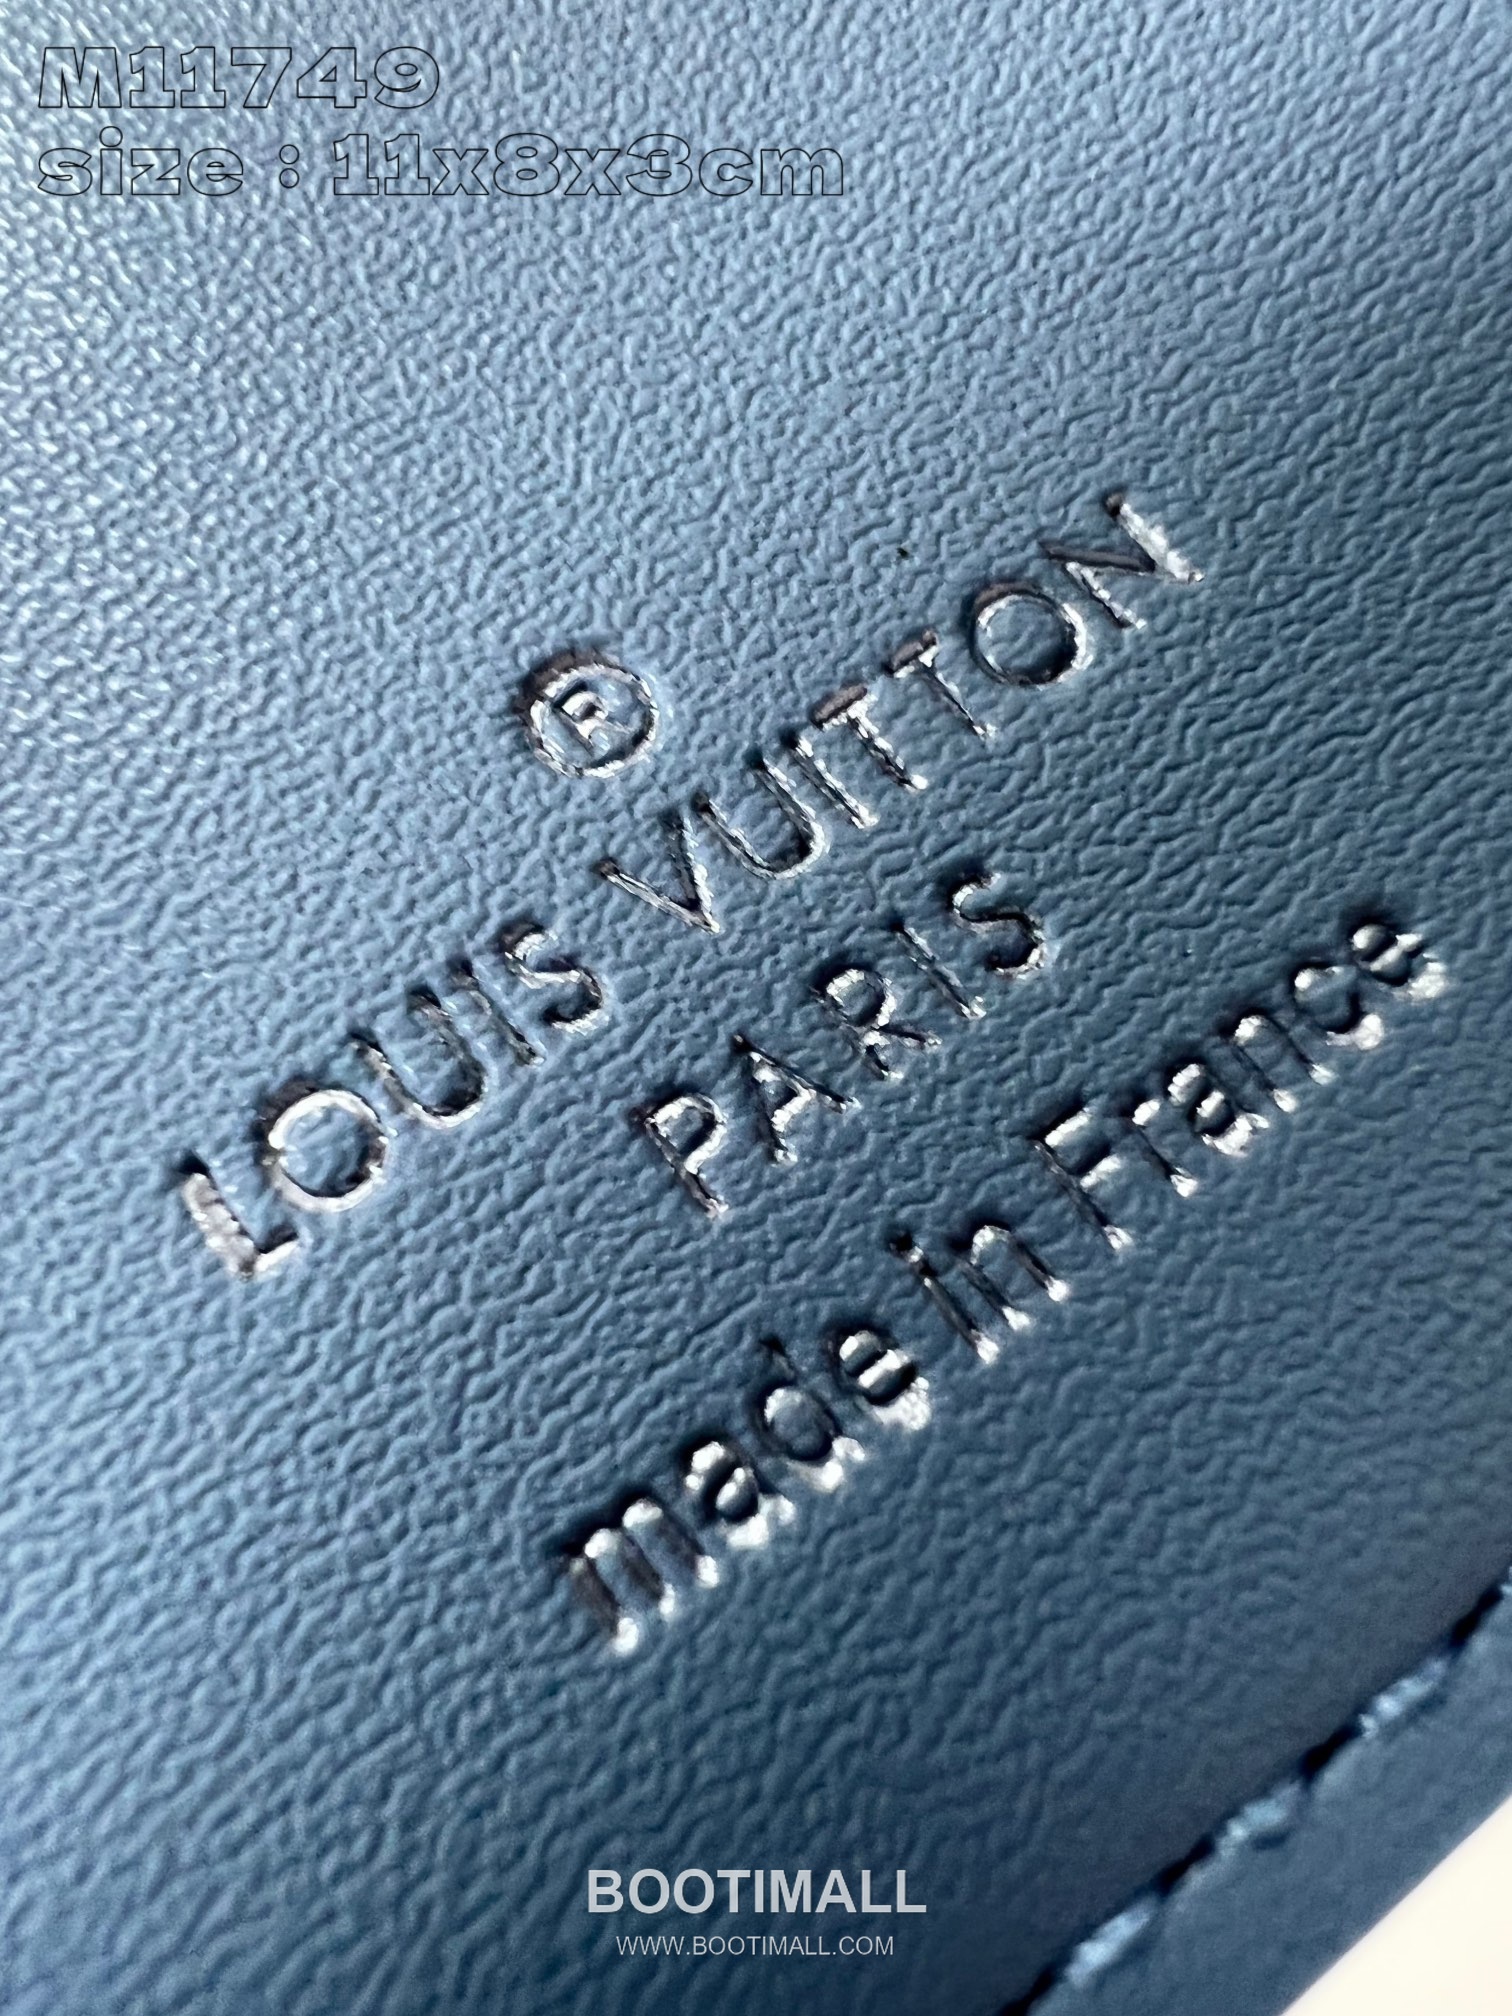 M11749
size : 11x8x3cm
®
LOUIS VUITTON
PARIS
made in France
BOOTIMALL
WWW.BOOTIMALL.COM